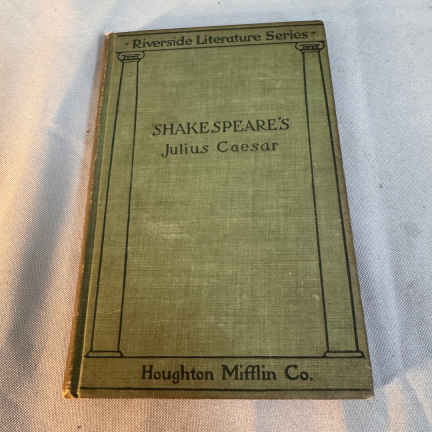 Riverside Literature Series
SHAKESPEARE'S
Julius Caesar
Houghton Mifflin Co.